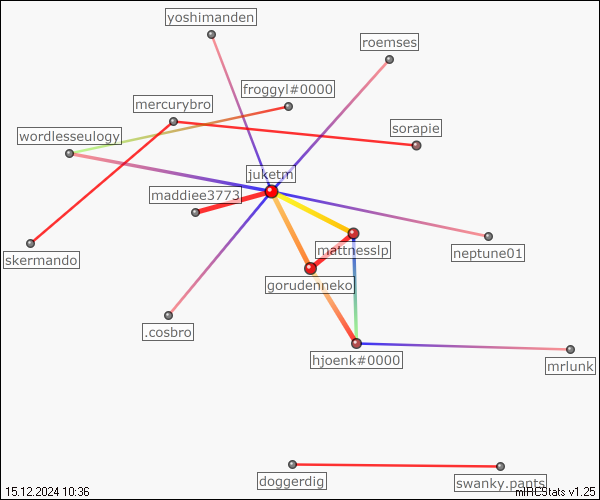 yoshimanden
roemses
froggyl#0000
mercurybro
sorapie
wordlesseulogy
juketm
maddiee3773
mattnesslp
neptune01
skermando
gorudenneko
.cosbro
hjoenk#0000
mrlunk
doggerdig
swanky.pants
15.12.2024 10:36
mIRCStats v1.25